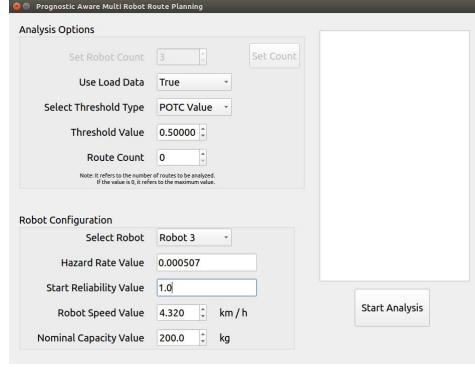 Prognostic Aware Multi Robot Route Planning
Analysis Options
Set Robot Count 3 Set Count
Use Load Data True
Select Threshold Type POTC Value
Threshold Value 0.50000
Route Count 0
Note: It refers to the number of routes to be analyzed.
If the value is 0, it refers to the maximum value.
Robot Configuration
Select Robot Robot 3
Hazard Rate Value 0.000507
Start Reliability Value 1.0
Robot Speed Value 4.320 km / h
Start Analysis
Nominal Capacity Value 200.0 kg